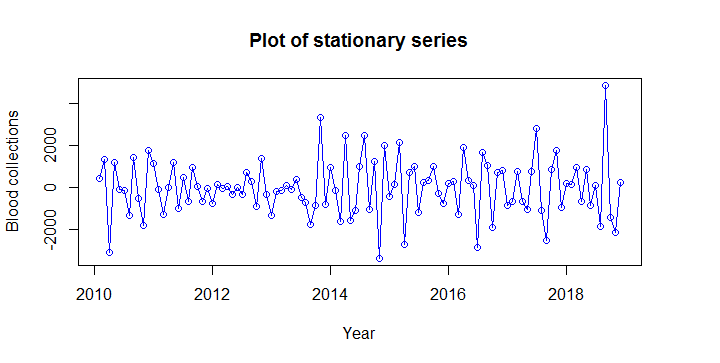 Plot of stationary series
Blood collections
2000
0
-2000
2010 2012 2014 2016 2018
Year